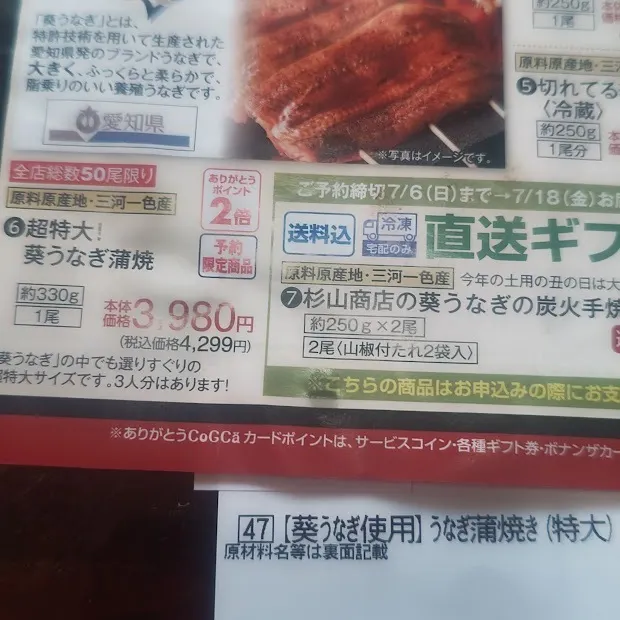 「葵うなぎ」とは、
特許技術を用いて生産された
愛知県発のブランドうなぎで、
大きく、ふっくらと柔らかで、
脂乗りのいい養殖うなぎです。
愛知県
※写真はイメージです。
約250g
1尾
原料原産地・三河
❺切れてる
〈冷蔵〉
約250g
1尾分
全店総数50尾限り
原料原産地・三河一色産
❻超特大!
葵うなぎ蒲焼
ありがとう
ポイント
2倍
予約
限定商品
約330g
1尾
本体
価格3,980円
(税込価格4,299円)
葵うなぎ」の中でも選りすぐりの
超特大サイズです。3人分はあります!
ご予約締切7/6(日)まで→7/18(金)お
送料込
冷凍
宅配のみ
直送ギフ
原料原産地・三河一色産
今年の土用の丑の日は大
❼杉山商店の葵うなぎの炭火手焼
約250g×2尾
2尾〈山椒付たれ2袋入〉
※こちらの商品はお申込みの際にお支
※ありがとうCoGCaカードポイントは、サービスコイン・各種ギフト券・ボナンザカー
47【葵うなぎ使用】うなぎ蒲焼き(特大)
原材料名等は裏面記載